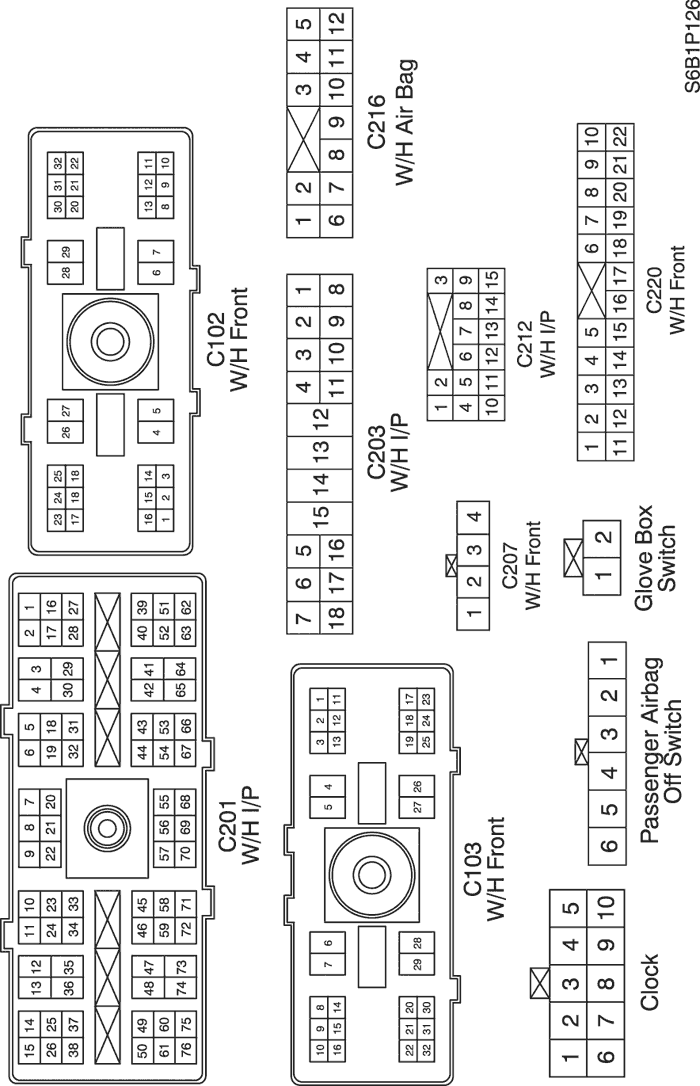 15 14 13 12 11 10 9 8 7 6 5 4 3 2 1
26 25 24 23 22 21 20 19 18 17 16
38 37 36 35 34 33 32 31 30 29 28 27
50 49 48 47 46 45 44 43 42 41 40 39
61 60 59 58 57 56 55 54 53 52 51
76 75 74 73 72 71 70 69 68 67 66 65 64 63 62
C201
W/H I/P
23 24 25 26 27 28 29 30 31 32
17 18 18 20 21 22
16 15 14 4 5 6 7 13 12 11
1 2 3 8 9 10
C102
W/H Front
10 9 8 7 6 5 4 3 2 1
16 15 14 13 12 11
22 21 20 29 28 27 26 19 18 17
32 31 30 25 24 23
C103
W/H Front
7 6 5 15 14 13 12 4 3 2 1
18 17 16 11 10 9 8
C203
W/H I/P
1 2 3 4 5
6 7 8 9 10 11 12
C216
W/H Air Bag
1 2 3 4
C207
W/H Front
1 2 3
4 5 6 7 8 9
10 11 12 13 14 15
C212
W/H I/P
1 2 3 4 5
6 7 8 9 10
Clock
6 5 4 3 2 1
Passenger Airbag
Off Switch
1 2
Glove Box
Switch
1 2 3 4 5 6 7 8 9 10
11 12 13 14 15 16 17 18 19 20 21 22
C220
W/H Front
S6B1P126